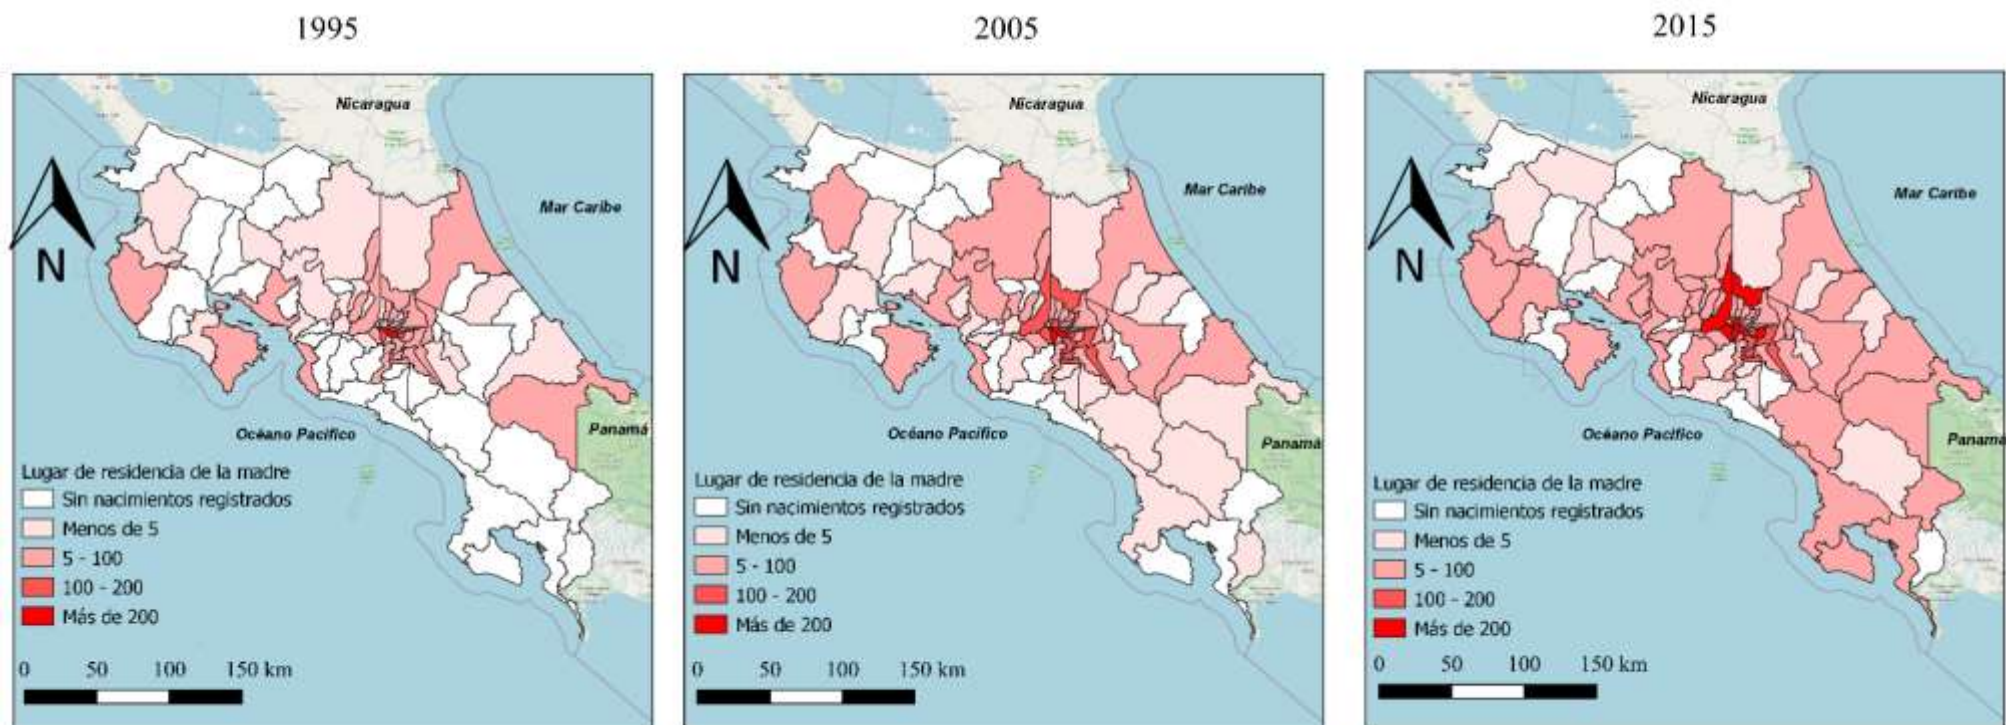 1995
2005
2015
Nicaragua
Mar Caribe
N
Océano Pacífico
Panamá
Lugar de residencia de la madre
Sin nacimientos registrados
Menos de 5
5 - 100
100 - 200
Más de 200
0 50 100 150 km
Nicaragua
Mar Caribe
N
Océano Pacífico
Panamá
Lugar de residencia de la madre
Sin nacimientos registrados
Menos de 5
5 - 100
100 - 200
Más de 200
0 50 100 150 km
Nicaragua
Mar Caribe
N
Océano Pacífico
Panamá
Lugar de residencia de la madre
Sin nacimientos registrados
Menos de 5
5 - 100
100 - 200
Más de 200
0 50 100 150 km